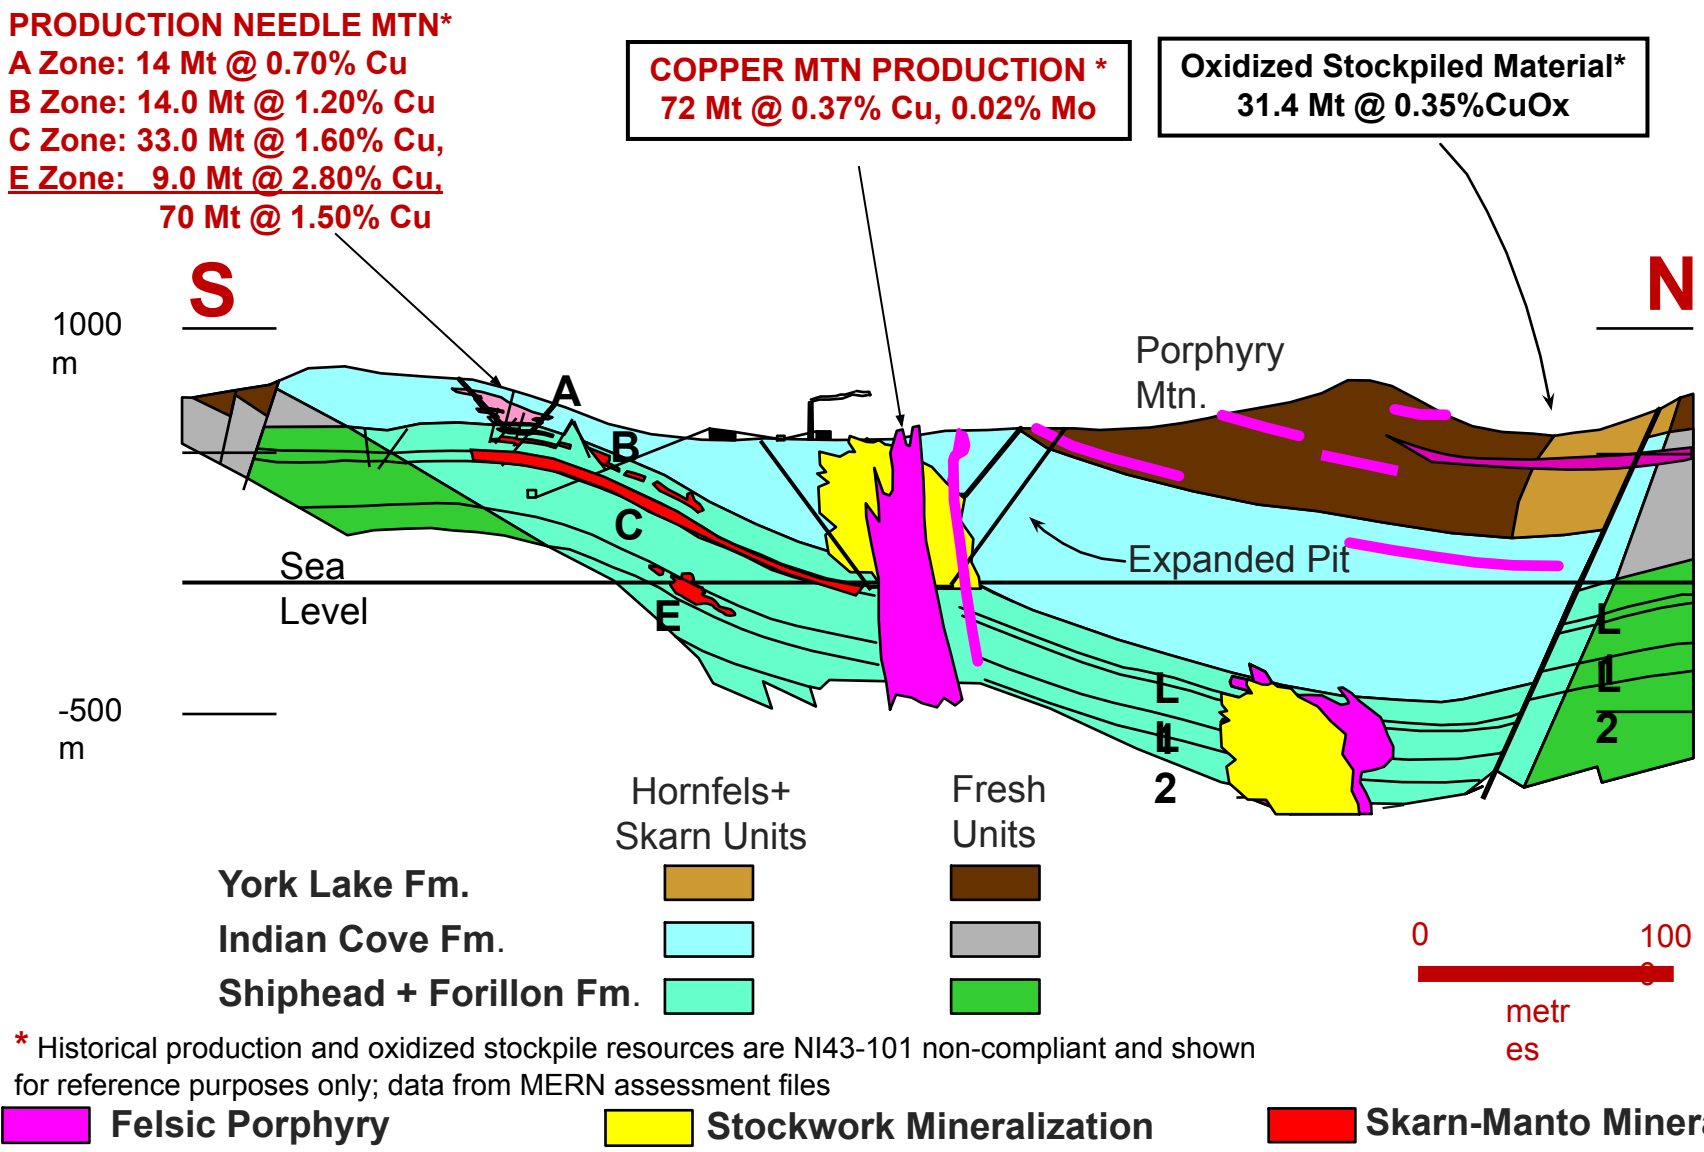 PRODUCTION NEEDLE MTN*
A Zone: 14 Mt @ 0.70% Cu
B Zone: 14.0 Mt @ 1.20% Cu
C Zone: 33.0 Mt @ 1.60% Cu,
E Zone: 9.0 Mt @ 2.80% Cu,
70 Mt @ 1.50% Cu
COPPER MTN PRODUCTION *
72 Mt @ 0.37% Cu, 0.02% Mo
Oxidized Stockpiled Material*
31.4 Mt @ 0.35%CuOx
S
N
1000
m
Porphyry
Mtn.
A
B
C
E
Expanded Pit
Sea
Level
-500
m
L
1
L
2
L
1
L
2
Hornfels+
Skarn Units
Fresh
Units
York Lake Fm.
Indian Cove Fm.
Shiphead + Forillon Fm.
0
100
0
metr
es
* Historical production and oxidized stockpile resources are NI43-101 non-compliant and shown
for reference purposes only; data from MERN assessment files
Felsic Porphyry
Stockwork Mineralization
Skarn-Manto Minera